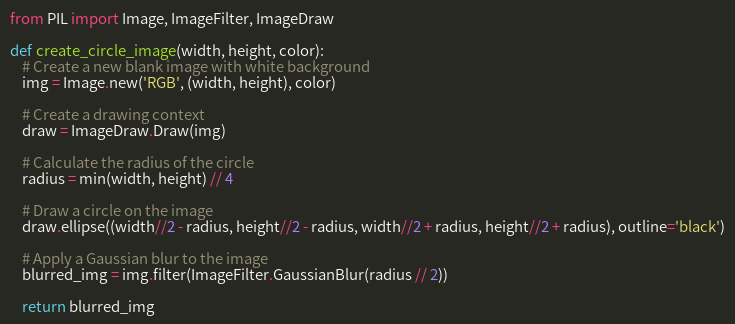 from PIL import Image, ImageFilter, ImageDraw
def create_circle_image(width, height, color):
# Create a new blank image with white background
img = Image.new('RGB', (width, height), color)
# Create a drawing context
draw = ImageDraw.Draw(img)
# Calculate the radius of the circle
radius = min(width, height) // 4
# Draw a circle on the image
draw.ellipse((width//2 - radius, height//2 - radius, width//2 + radius, height//2 + radius), outline='black')
# Apply a Gaussian blur to the image
blurred_img = img.filter(ImageFilter.GaussianBlur(radius // 2))
return blurred_img